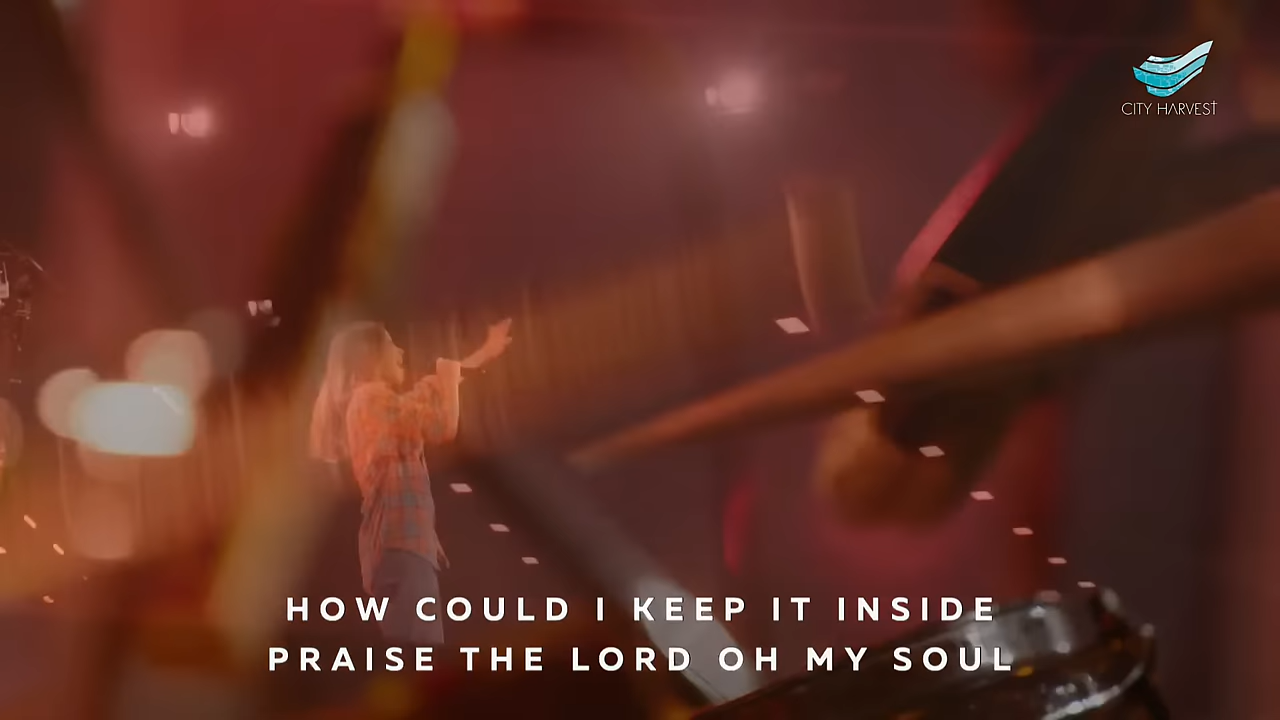 CITY HARVEST
HOW COULD I KEEP IT INSIDE
PRAISE THE LORD OH MY SOUL